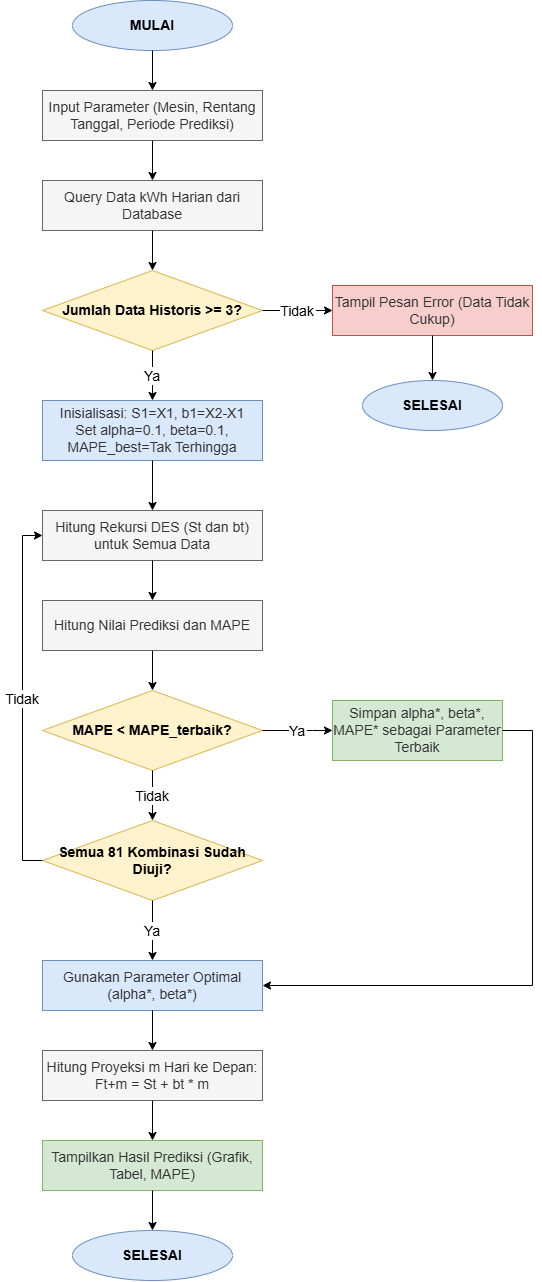 MULAI
Input Parameter (Mesin, Rentang
Tanggal, Periode Prediksi)
Query Data kWh Harian dari
Database
Jumlah Data Historis >= 3?
Tidak
Tampil Pesan Error (Data Tidak
Cukup)
SELESAI
Ya
Inisialisasi: S1=X1, b1=X2-X1
Set alpha=0.1, beta=0.1,
MAPE_best=Tak Terhingga
Hitung Rekursi DES (St dan bt)
untuk Semua Data
Hitung Nilai Prediksi dan MAPE
Tidak
MAPE < MAPE_terbaik?
Ya
Simpan alpha*, beta*,
MAPE* sebagai Parameter
Terbaik
Tidak
Semua 81 Kombinasi Sudah
Diuji?
Ya
Gunakan Parameter Optimal
(alpha*, beta*)
Hitung Proyeksi m Hari ke Depan:
Ft+m = St + bt * m
Tampilkan Hasil Prediksi (Grafik,
Tabel, MAPE)
SELESAI